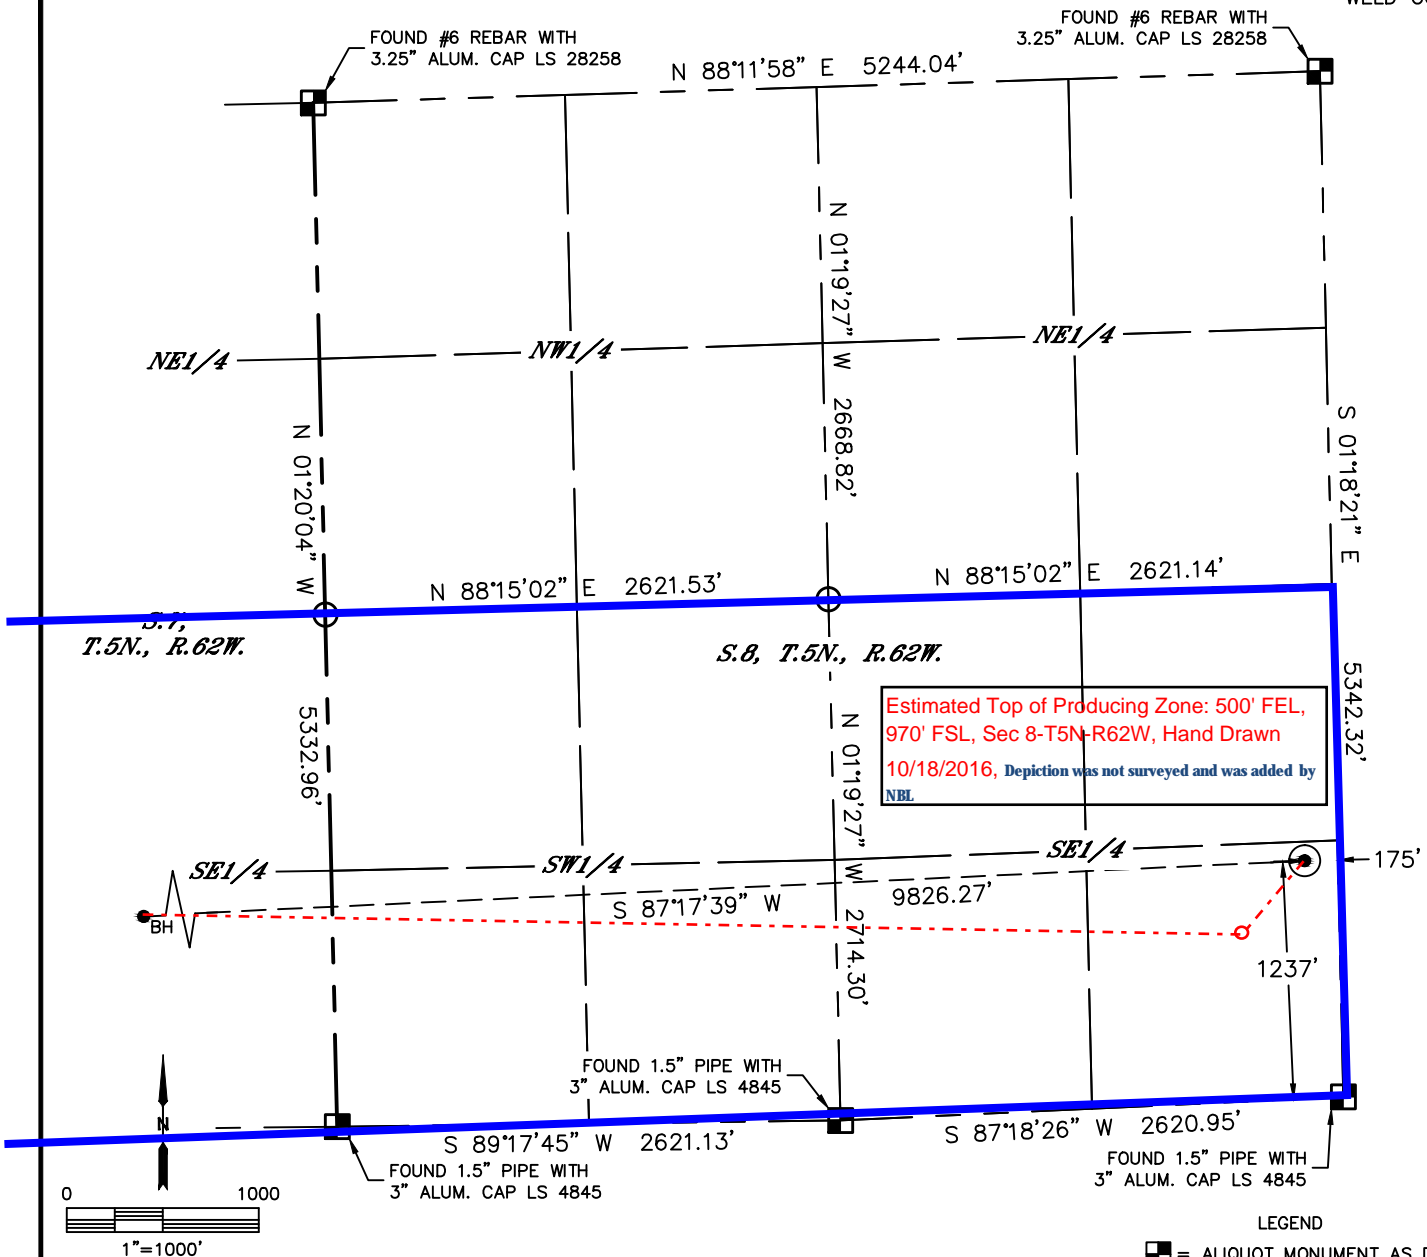 WELD CO
FOUND #6 REBAR WITH
3.25" ALUM. CAP LS 28258
FOUND #6 REBAR WITH
3.25" ALUM. CAP LS 28258
N 88°11'58" E 5244.04'
N 01°19'27" W 2668.82'
NE1/4
NW1/4
NE1/4
N 01°20'04" W
5332.96'
S 01°18'21" E
5342.32'
N 88°15'02" E 2621.53'
N 88°15'02" E 2621.14'
S.7,
T.5N., R.62W.
S.8, T.5N., R.62W.
Estimated Top of Producing Zone: 500' FEL,
970' FSL, Sec 8-T5N-R62W, Hand Drawn
10/18/2016, Depiction was not surveyed and was added by
NBL
N 01°19'27" W 2714.30'
SE1/4
SW1/4
SE1/4
175'
S 87°17'39" W 9826.27'
BH
1237'
FOUND 1.5" PIPE WITH
3" ALUM. CAP LS 4845
N
S 89°17'45" W 2621.13'
S 87°18'26" W 2620.95'
FOUND 1.5" PIPE WITH
3" ALUM. CAP LS 4845
FOUND 1.5" PIPE WITH
3" ALUM. CAP LS 4845
0 1000
1"=1000'
LEGEND
= ALIQUOT MONUMENT AS